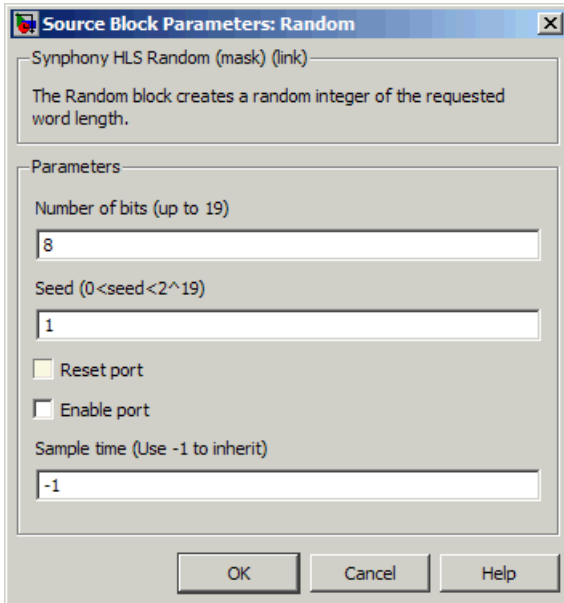 Source Block Parameters: Random
Synphony HLS Random (mask) (link)
The Random block creates a random integer of the requested
word length.
Parameters
Number of bits (up to 19)
8
Seed (0<seed<2^19)
1
Reset port
Enable port
Sample time (Use -1 to inherit)
-1
OK Cancel Help